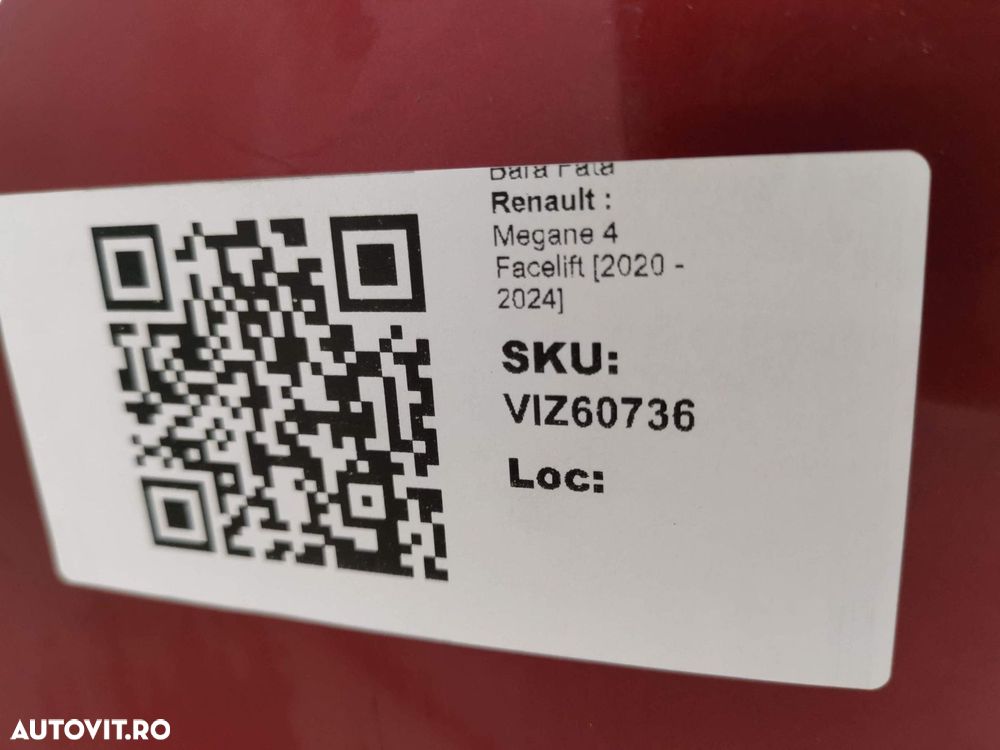 Bara Fata
Renault :
Megane 4
Facelift [2020 -
2024]
SKU:
VIZ60736
Loc:
AUTOVIT.RO